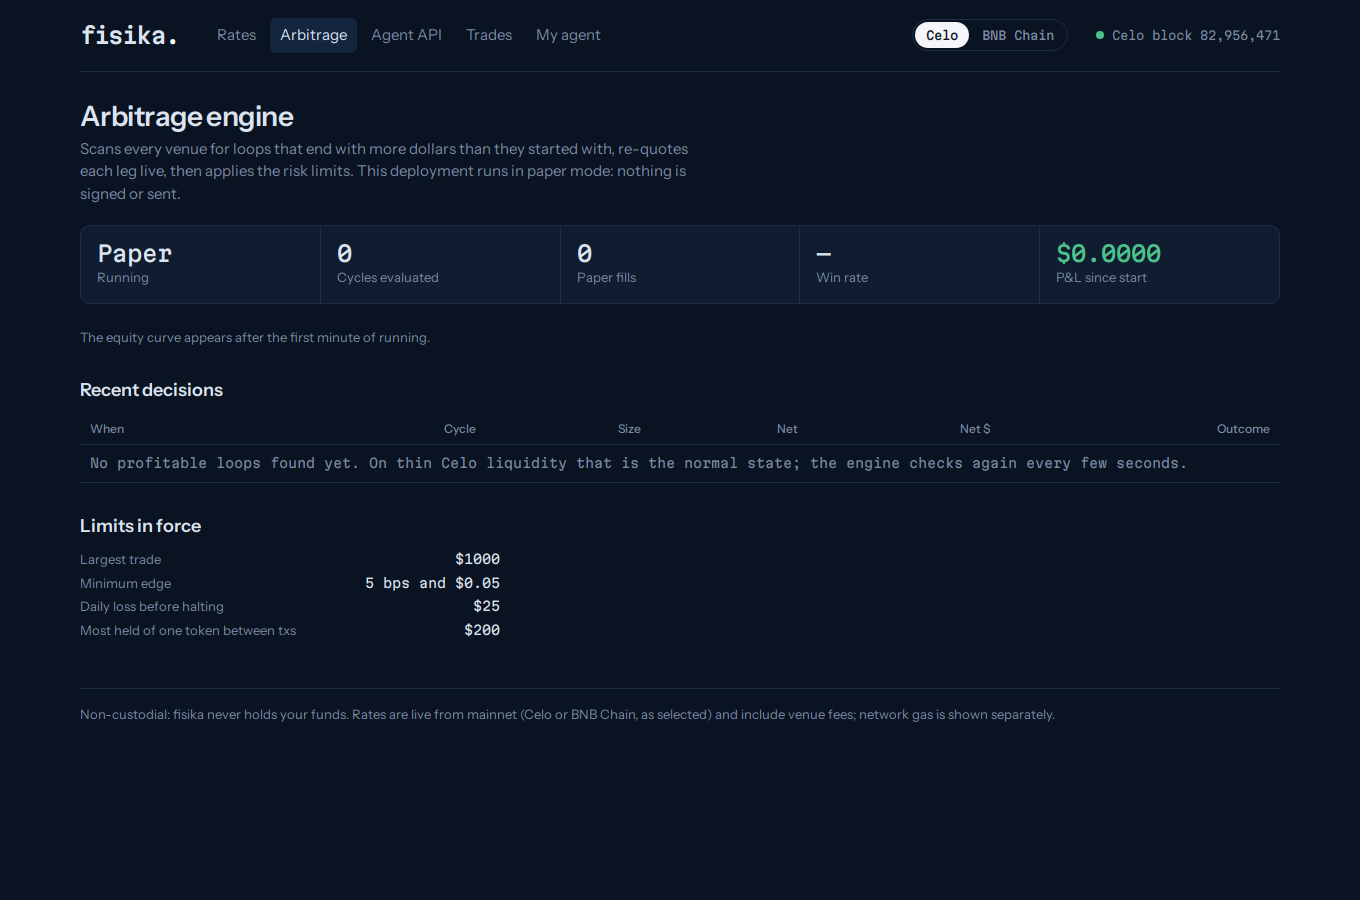 fisika. Rates Arbitrage Agent API Trades My agent Celo BNB Chain Celo block 82,956,471
Arbitrage engine
Scans every venue for loops that end with more dollars than they started with, re-quotes
each leg live, then applies the risk limits. This deployment runs in paper mode: nothing is
signed or sent.
Paper 0 0 – $0.0000
Running Cycles evaluated Paper fills Win rate P&L since start
The equity curve appears after the first minute of running.
Recent decisions
When Cycle Size Net Net $ Outcome
No profitable loops found yet. On thin Celo liquidity that is the normal state; the engine checks again every few seconds.
Limits in force
Largest trade $1000
Minimum edge 5 bps and $0.05
Daily loss before halting $25
Most held of one token between txs $200
Non-custodial: fisika never holds your funds. Rates are live from mainnet (Celo or BNB Chain, as selected) and include venue fees; network gas is shown separately.